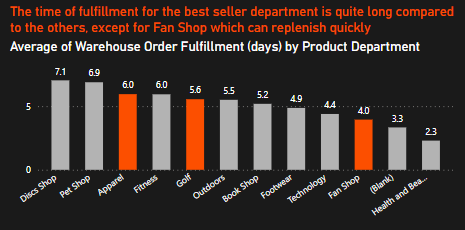 The time of fulfillment for the best seller department is quite long compared
to the others, except for Fan Shop which can replenish quickly
Average of Warehouse Order Fulfillment (days) by Product Department
7.1
6.9
6.0
6.0
5.6
5.5
5.2
4.9
4.4
4.0
3.3
2.3
5
0
Discs Shop
Pet Shop
Apparel
Fitness
Golf
Outdoors
Book Shop
Footwear
Technology
Fan Shop
(Blank)
Health and Bea...